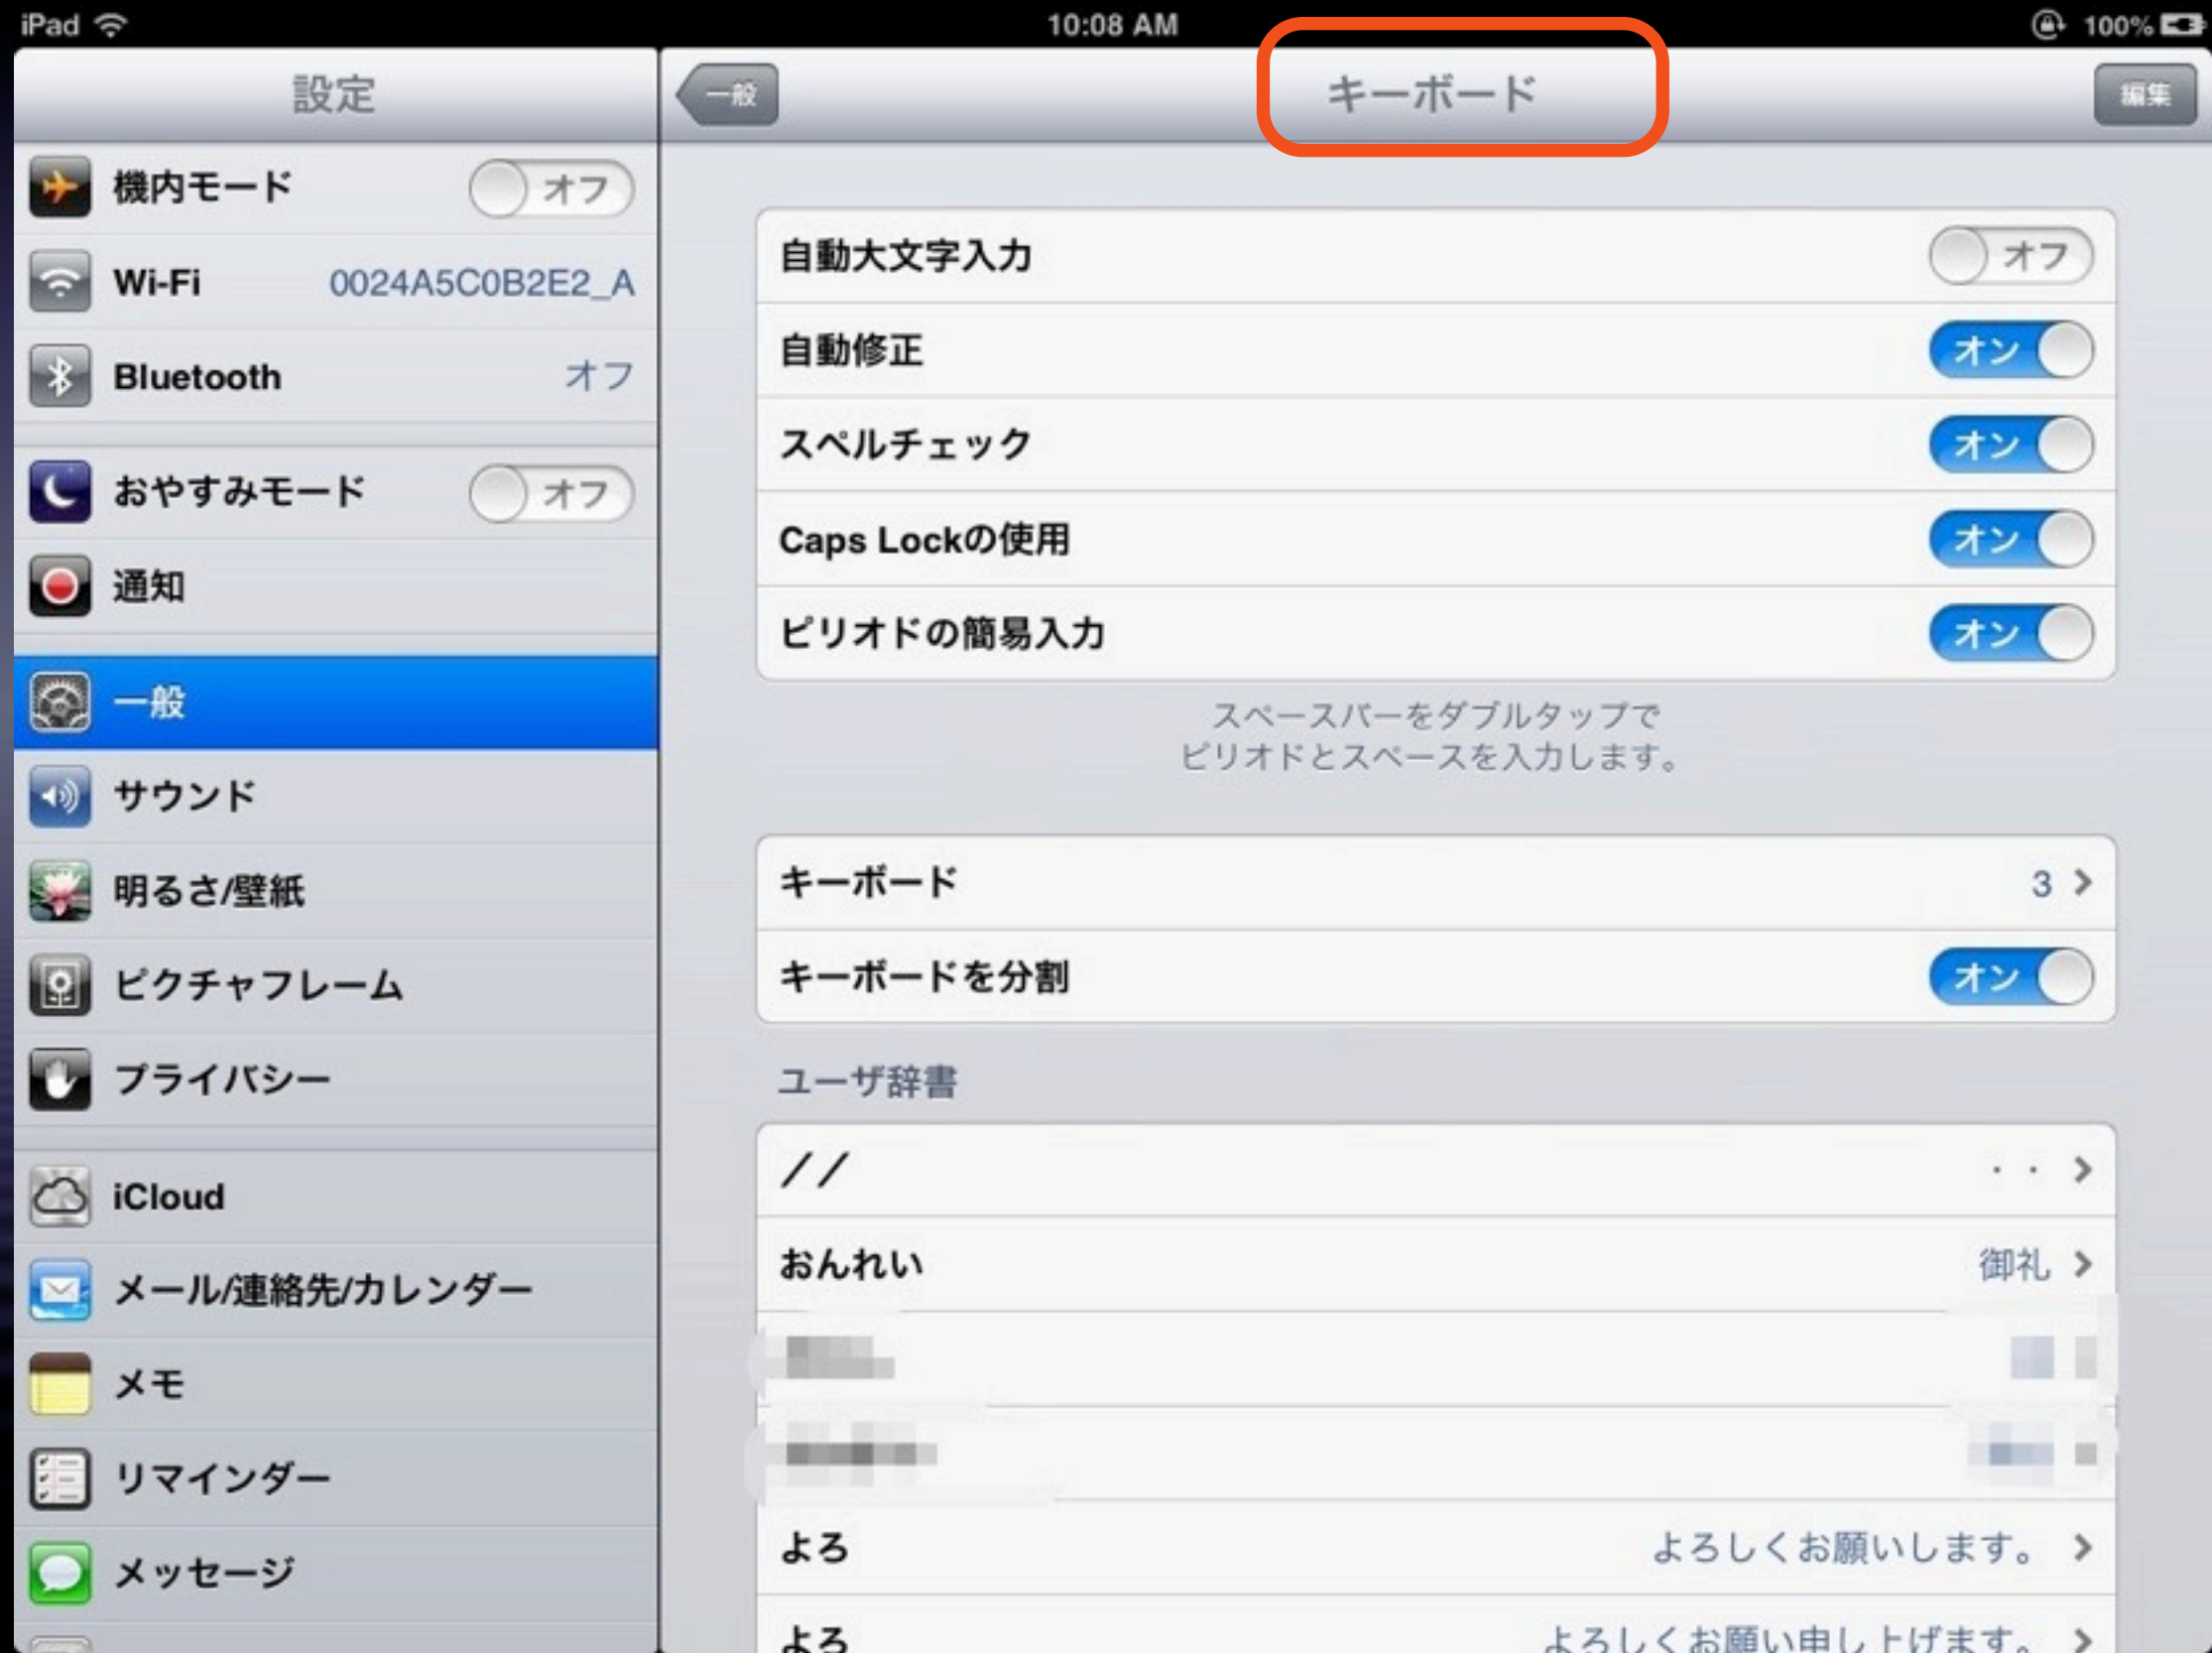 iPad
10:08 AM
100%
設定
一般
キーボード
編集
機内モード
オフ
Wi-Fi
0024A5C0B2E2_A
Bluetooth
オフ
おやすみモード
オフ
通知
一般
サウンド
明るさ/壁紙
ピクチャフレーム
プライバシー
iCloud
メール/連絡先/カレンダー
メモ
リマインダー
メッセージ
自動大文字入力
オフ
自動修正
オン
スペルチェック
オン
Caps Lockの使用
オン
ピリオドの簡易入力
オン
スペースバーをダブルタップで
ピリオドとスペースを入力します。
キーボード
3
キーボードを分割
オン
ユーザ辞書
／／
・・
おんれい
御礼
よろ
よろしくお願いします。
よろ
よろしくお願い申し上げます。